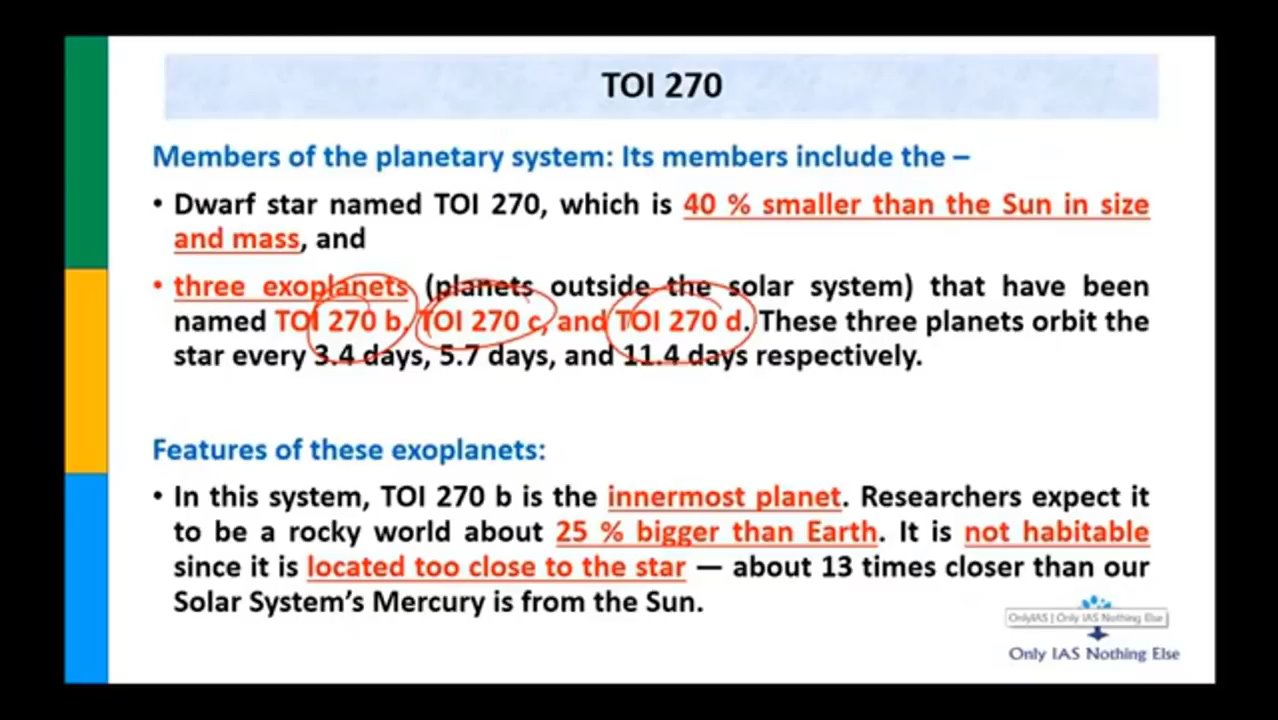 TOI 270
Members of the planetary system: Its members include the –
• Dwarf star named TOI 270, which is 40 % smaller than the Sun in size
and mass, and
• three exoplanets (planets outside the solar system) that have been
named TOI 270 b, TOI 270 c, and TOI 270 d. These three planets orbit the
star every 3.4 days, 5.7 days, and 11.4 days respectively.
Features of these exoplanets:
• In this system, TOI 270 b is the innermost planet. Researchers expect it
to be a rocky world about 25 % bigger than Earth. It is not habitable
since it is located too close to the star — about 13 times closer than our
Solar System’s Mercury is from the Sun.
OnlyIAS | Only IAS Nothing Else
Only IAS Nothing Else